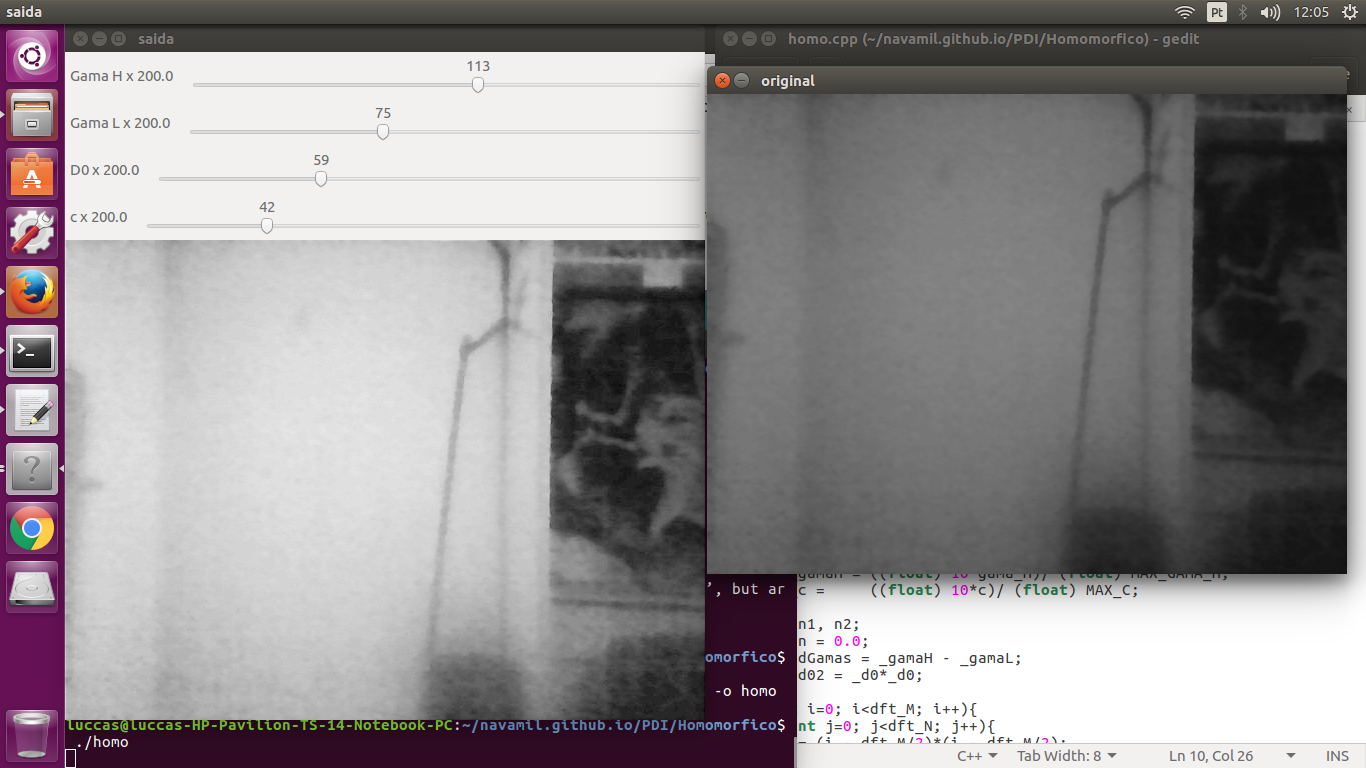 saida
Pt
12:05
saida
Gama H x 200.0
113
Gama L x 200.0
75
D0 x 200.0
59
c x 200.0
42
homo.cpp (~/navamil.github.io/PDI/Homomorfico) - gedit
original
', but ar
omorfico$
-o homo
luccas@luccas-HP-Pavilion-TS-14-Notebook-PC:~/navamil.github.io/PDI/Homomorfico$
./homo
gamaH = ((float) 10*gama_H)/ (float) MAX_GAMA_H;
c = ((float) 10*c)/ (float) MAX_C;
n1, n2;
n = 0.0;
dGamas = _gamaH - _gamaL;
d02 = _d0*_d0;
i=0; i<dft_M; i++){
nt j=0; j<dft_N; j++){
= (i - dft_M/2)*(i - dft_M/2);
C++
Tab Width: 8
Ln 10, Col 26
INS